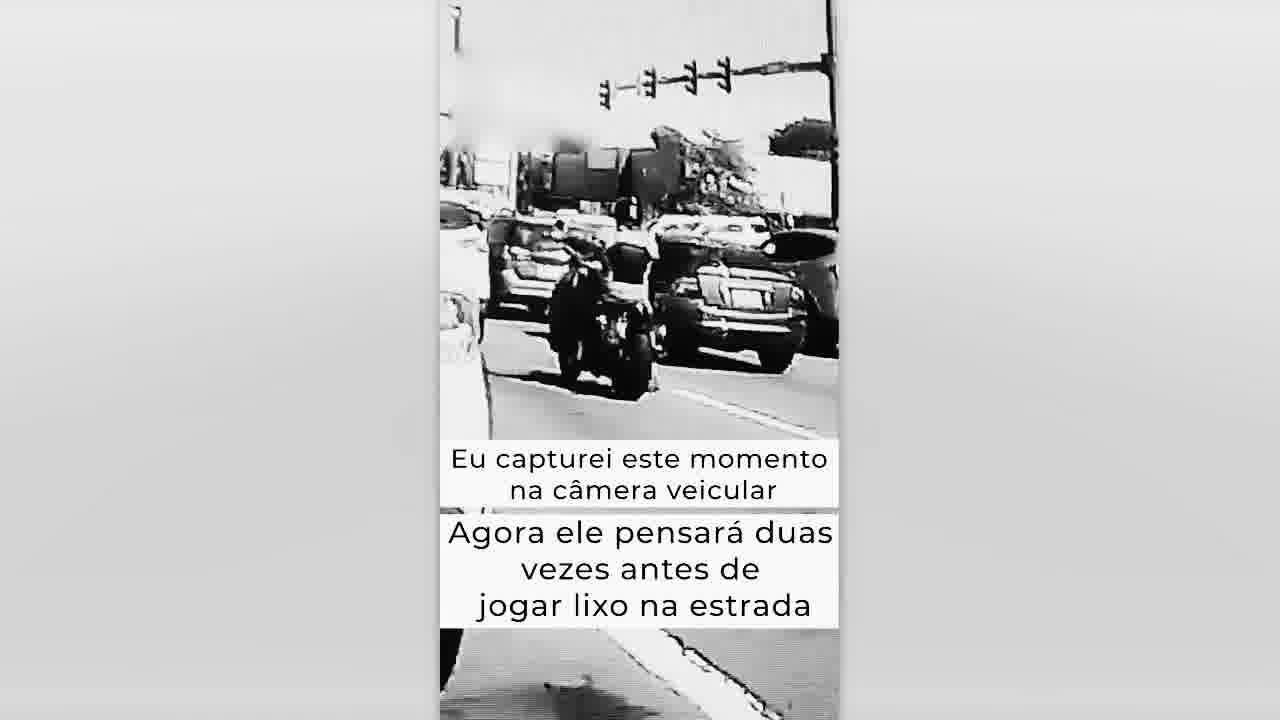 Eu capturei este momento
na câmera veicular
Agora ele pensará duas
vezes antes de
jogar lixo na estrada